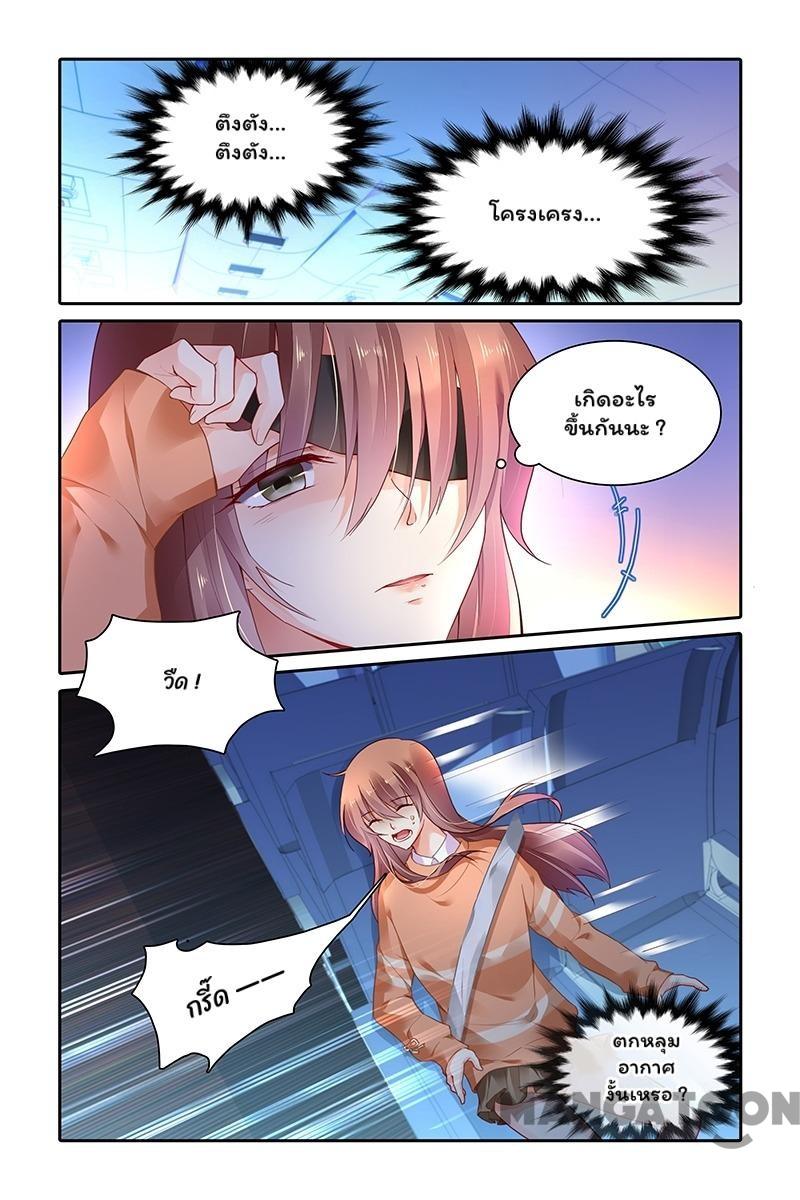 ตึงตัง...
ตึงตัง...
โครงเครง...
เกิดอะไร
ขึ้นกันนะ ?
วืด !
กรี๊ด ——
ตกหลุม
อากาศ
งั้นเหรอ ?
MANGATOON